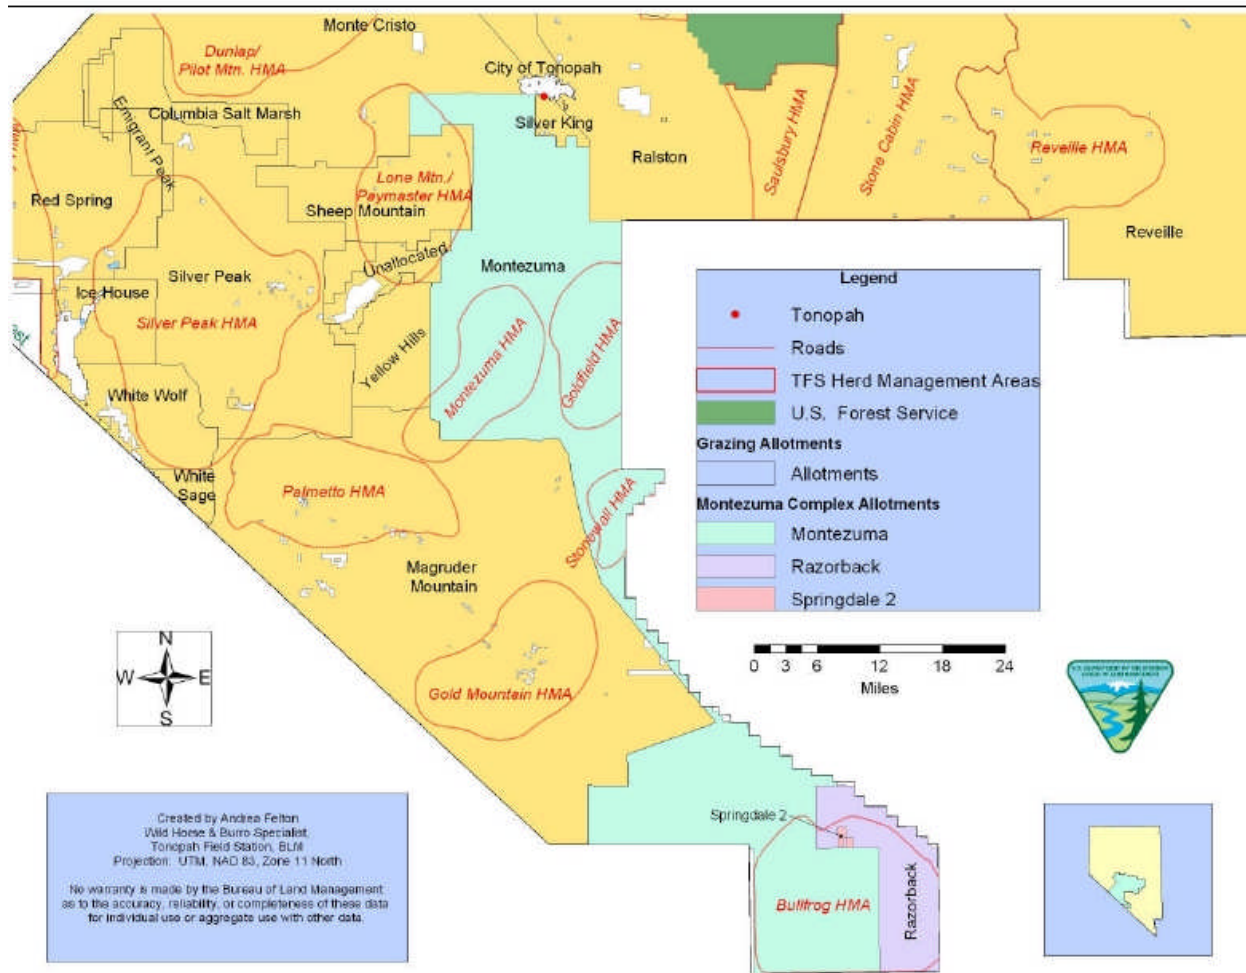 Monte Cristo
Dunlap/
Pilot Mtn. HMA
City of Tonopah
Emigrant Peak
Columbia Salt Marsh
Silver King
Ralston
Saulsbury HMA
Stone Cabin HMA
Reveille HMA
Lone Mtn./
Paymaster HMA
Red Spring
Sheep Mountain
Reveille
Unallocated
Montezuma
Silver Peak
Ice House
Silver Peak HMA
Yellow Hills
Montezuma HMA
Goldfield HMA
White Wolf
White
Sage
Palmetto HMA
Stonewall HMA
Magruder
Mountain
Gold Mountain HMA
Legend
Tonopah
Roads
TFS Herd Management Areas
U.S. Forest Service
Grazing Allotments
Allotments
Montezuma Complex Allotments
Montezuma
Razorback
Springdale 2
0 3 6 12 18 24
Miles
N
W E
S
Springdale 2
Bullfrog HMA
Razorback
Created by Andrea Felton
Wild Horse & Burro Specialist,
Tonopah Field Station, BLM
Projection: UTM, NAD 83, Zone 11 North
No warranty is made by the Bureau of Land Management
as to the accuracy, reliability, or completeness of these data
for individual use or aggregate use with other data.